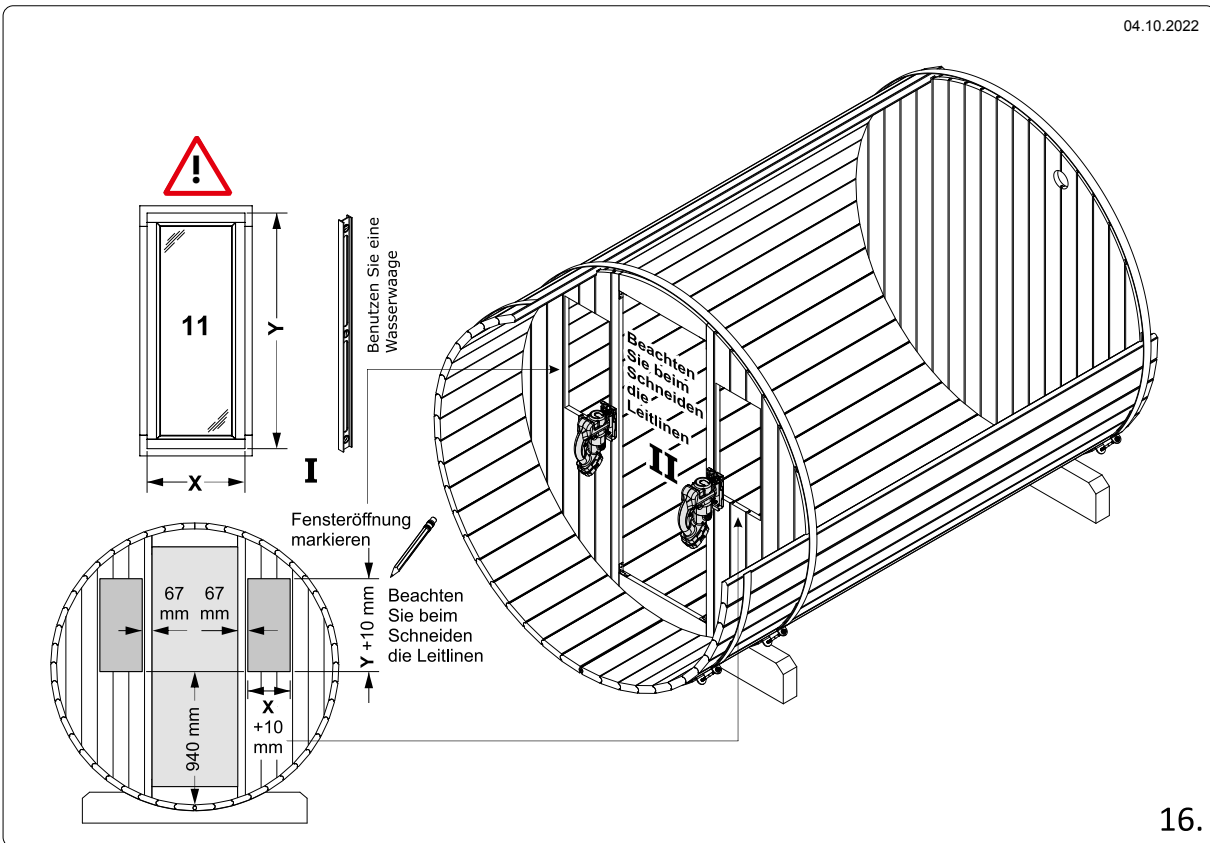 04.10.2022
!
11
Y
X
Benutzen Sie eine
Wasserwaage
I
Fensteröffnung
markieren
Beachten
Sie beim
Schneiden
die Leitlinen
Beachten
Sie beim
Schneiden
die
Leitlinen
II
67
mm
67
mm
Y +10 mm
X
+10
mm
940 mm
16.